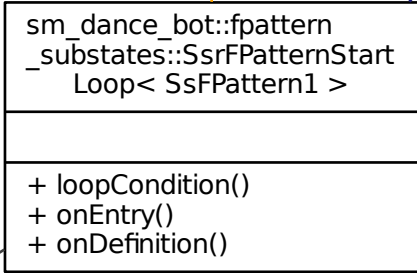 sm_dance_bot::fpattern
_substates::SsrFPatternStart
Loop< SsFPattern1 >
+ loopCondition()
+ onEntry()
+ onDefinition()